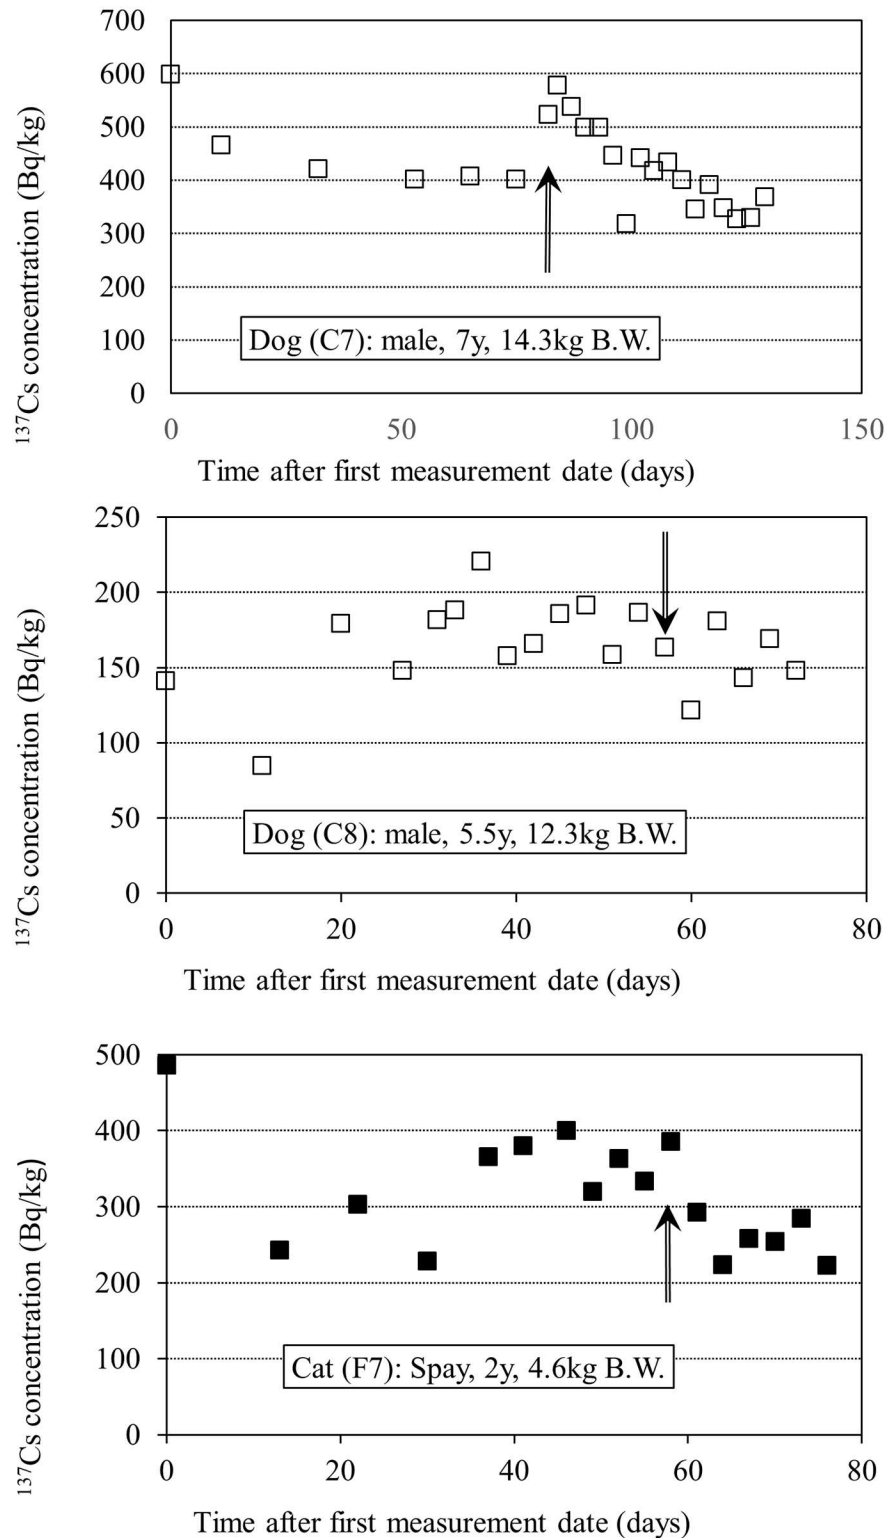 700
600
500
400
300
200
100
0
¹³⁷Cs concentration (Bq/kg)
Dog (C7): male, 7y, 14.3kg B.W.
0 50 100 150
Time after first measurement date (days)
250
200
150
100
50
0
¹³⁷Cs concentration (Bq/kg)
Dog (C8): male, 5.5y, 12.3kg B.W.
0 20 40 60 80
Time after first measurement date (days)
500
400
300
200
100
0
¹³⁷Cs concentration (Bq/kg)
Cat (F7): Spay, 2y, 4.6kg B.W.
0 20 40 60 80
Time after first measurement date (days)